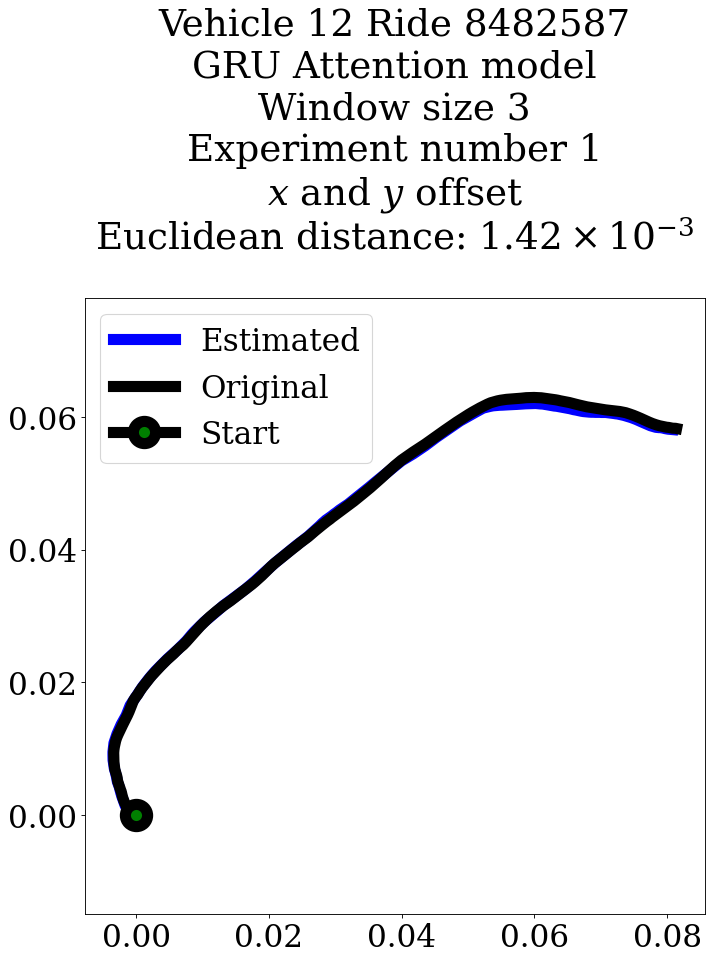 Vehicle 12 Ride 8482587
GRU Attention model
Window size 3
Experiment number 1
x and y offset
Euclidean distance: 1.42 × 10⁻³
Estimated
Original
Start
0.06
0.04
0.02
0.00
0.00 0.02 0.04 0.06 0.08